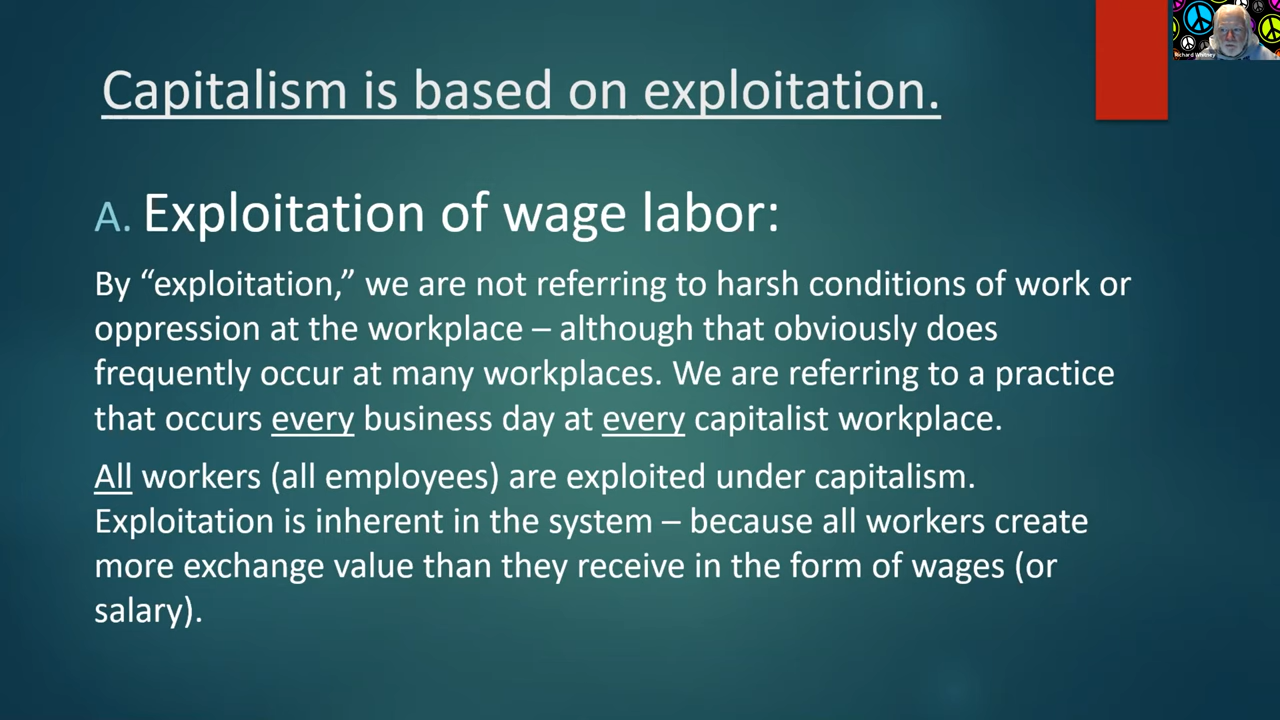 Richard Whitney
Capitalism is based on exploitation.
A. Exploitation of wage labor:
By “exploitation,” we are not referring to harsh conditions of work or
oppression at the workplace – although that obviously does
frequently occur at many workplaces. We are referring to a practice
that occurs every business day at every capitalist workplace.
All workers (all employees) are exploited under capitalism.
Exploitation is inherent in the system – because all workers create
more exchange value than they receive in the form of wages (or
salary).